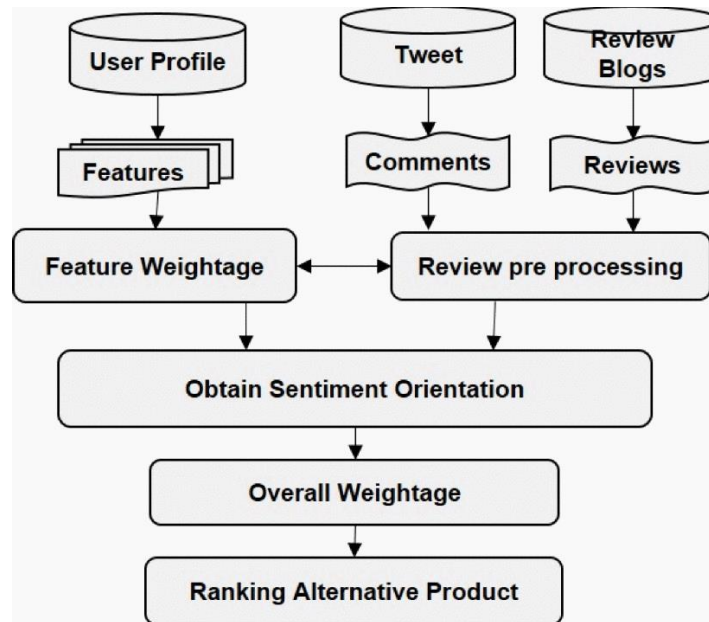 User Profile
Tweet
Review
Blogs
Features
Comments
Reviews
Feature Weightage
Review pre processing
Obtain Sentiment Orientation
Overall Weightage
Ranking Alternative Product